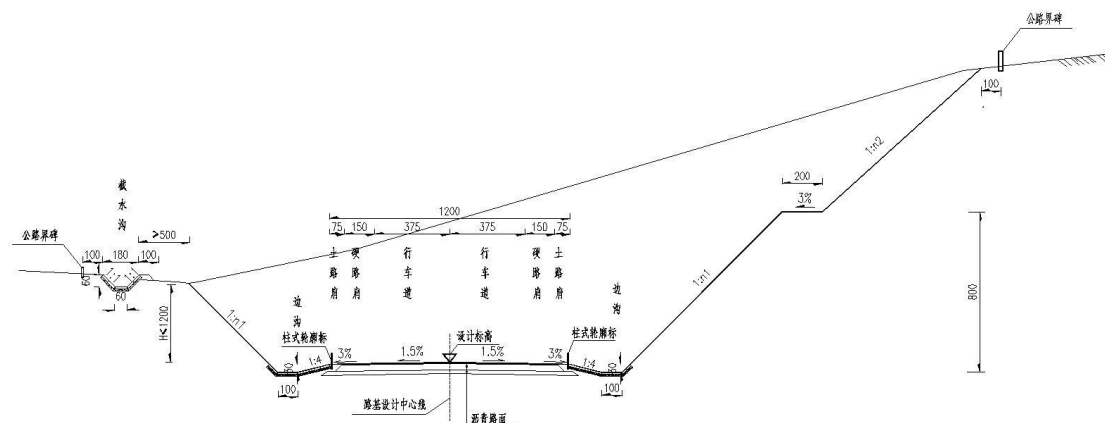 公路界碑
100
1:n2
200
3%
1200
75 150 375 375 150 75
土路肩
硬路肩
行车道
行车道
硬路肩
土路肩
截水沟
>500
公路界碑
100 180 100
60
60
1:n1
800
H<1200
1:n1
边沟
边沟
柱式轮廓标
设计标高
柱式轮廓标
1:4
3%
1.5%
1.5%
3%
1:4
60
60
100
100
路基设计中心线
沥青路面